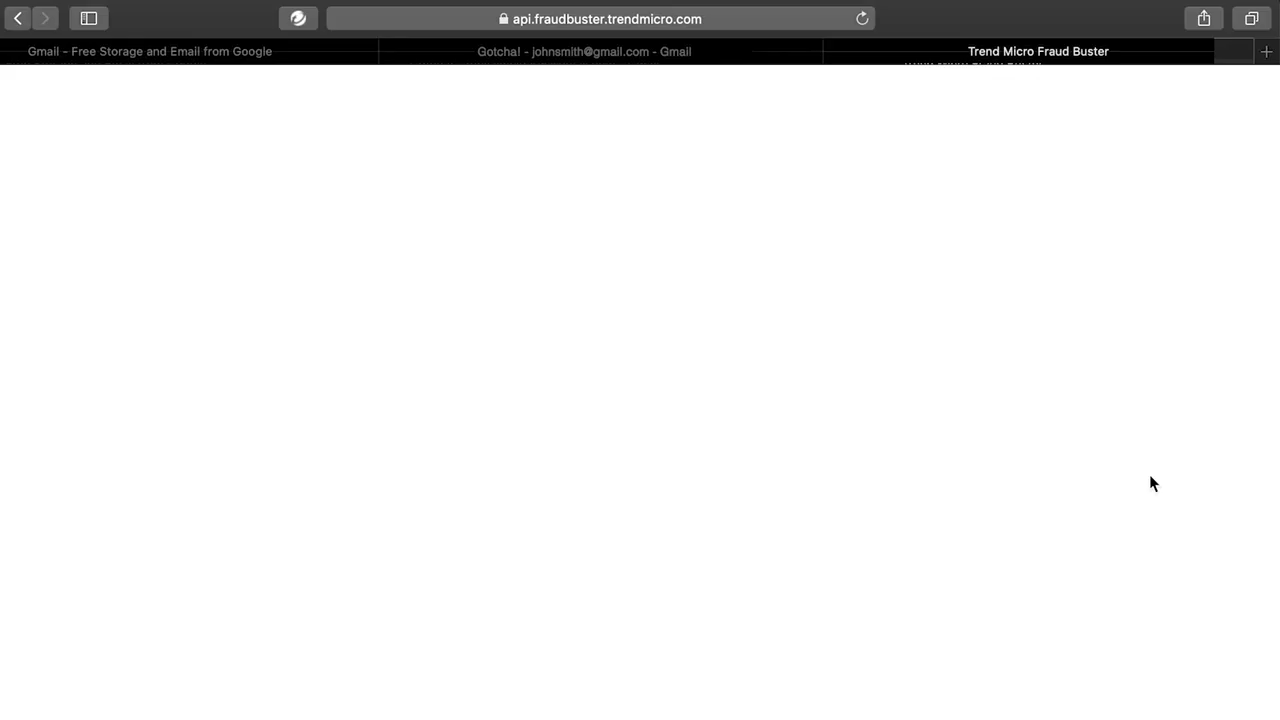 api.fraudbuster.trendmicro.com
Gmail - Free Storage and Email from Google
Gotcha! - johnsmith@gmail.com - Gmail
Trend Micro Fraud Buster